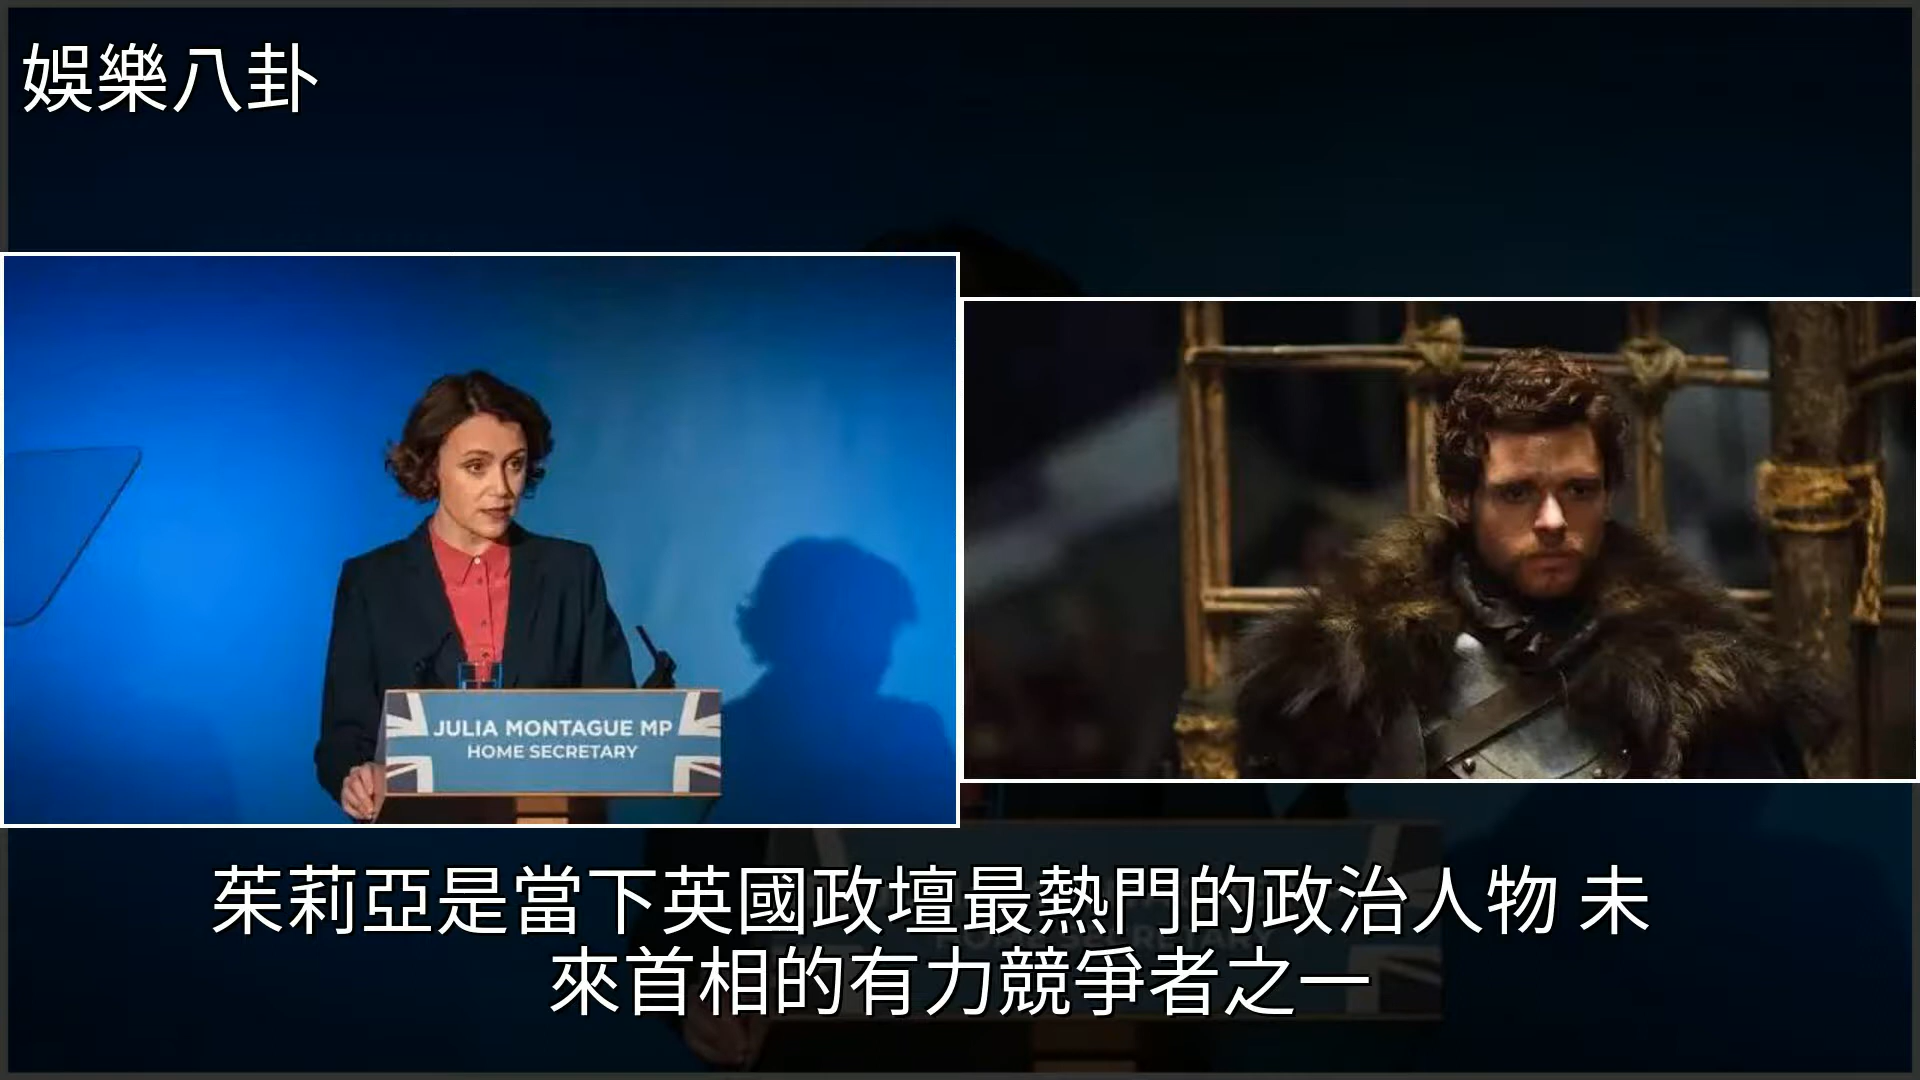 娛樂八卦
JULIA MONTAGUE MP
HOME SECRETARY
茱莉亞是當下英國政壇最熱門的政治人物 未
來首相的有力競爭者之一